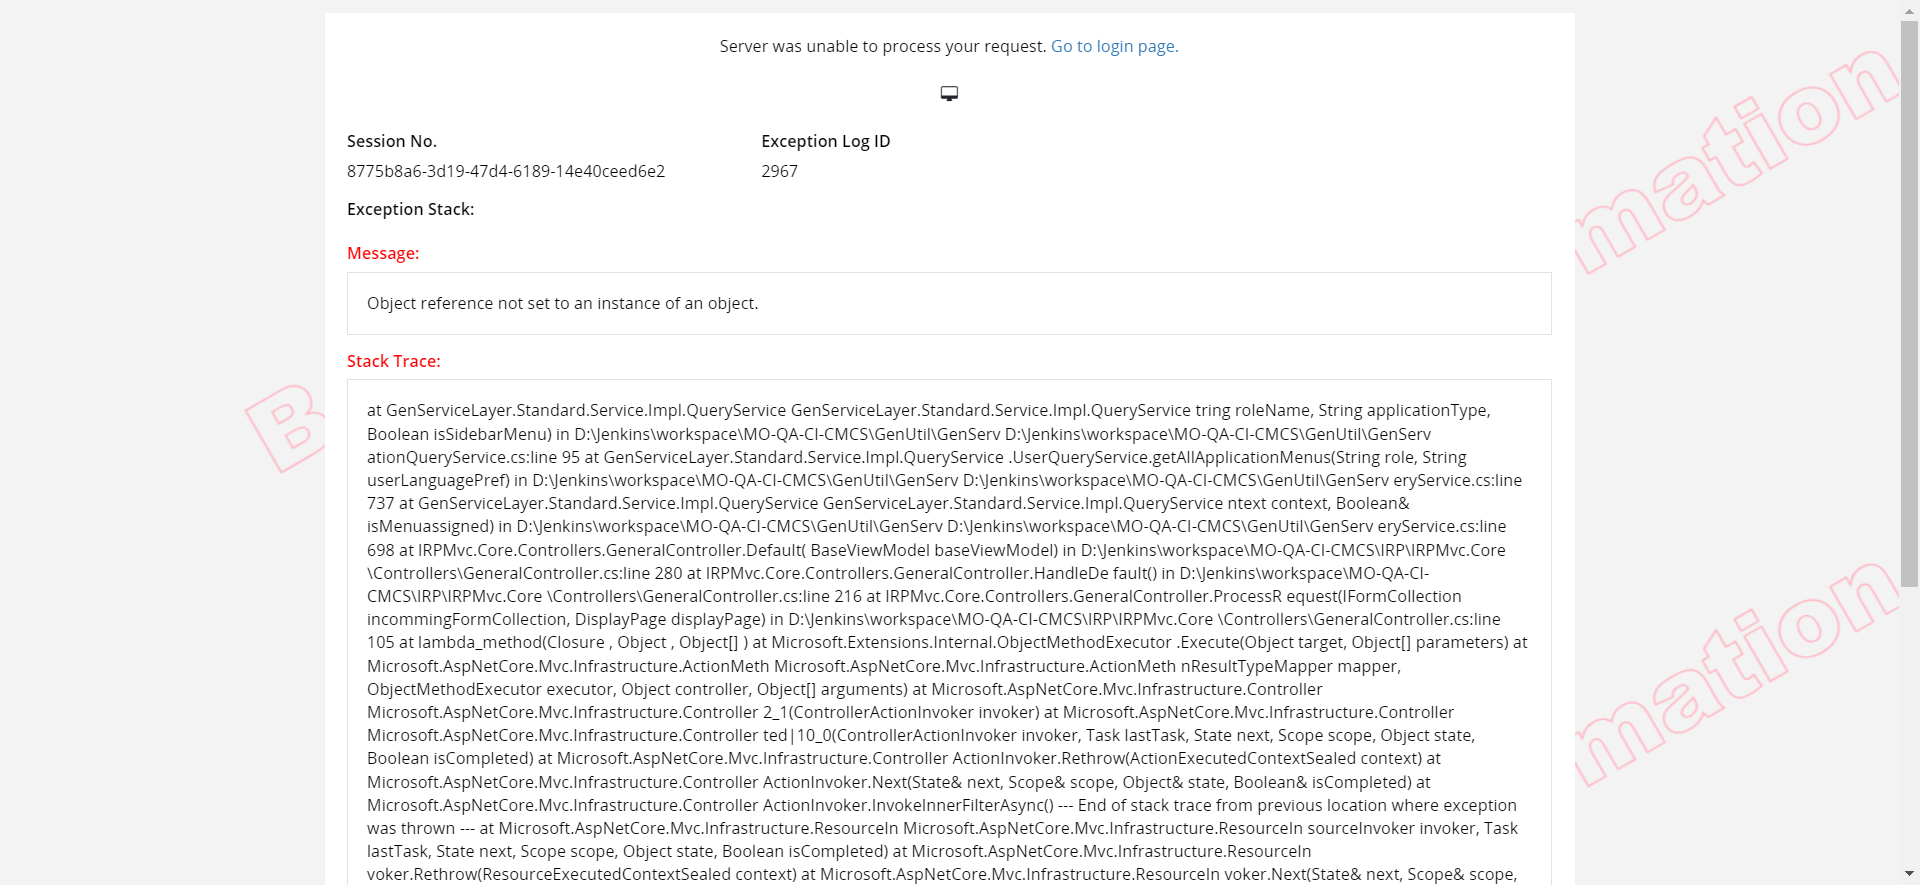 Server was unable to process your request. Go to login page.
Session No.
Exception Log ID
8775b8a6-3d19-47d4-6189-14e40ceed6e2
2967
Exception Stack:
Message:
Object reference not set to an instance of an object.
Stack Trace:
at GenServiceLayer.Standard.Service.Impl.QueryService GenServiceLayer.Standard.Service.Impl.QueryService tring roleName, String applicationType,
Boolean isSidebarMenu) in D:\Jenkins\workspace\MO-QA-CI-CMCS\GenUtil\GenServ D:\Jenkins\workspace\MO-QA-CI-CMCS\GenUtil\GenServ
ationQueryService.cs:line 95 at GenServiceLayer.Standard.Service.Impl.QueryService .UserQueryService.getAllApplicationMenus(String role, String
userLanguagePref) in D:\Jenkins\workspace\MO-QA-CI-CMCS\GenUtil\GenServ D:\Jenkins\workspace\MO-QA-CI-CMCS\GenUtil\GenServ eryService.cs:line
737 at GenServiceLayer.Standard.Service.Impl.QueryService GenServiceLayer.Standard.Service.Impl.QueryService ntext context, Boolean&
isMenuassigned) in D:\Jenkins\workspace\MO-QA-CI-CMCS\GenUtil\GenServ D:\Jenkins\workspace\MO-QA-CI-CMCS\GenUtil\GenServ eryService.cs:line
698 at IRPMvc.Core.Controllers.GeneralController.Default( BaseViewModel baseViewModel) in D:\Jenkins\workspace\MO-QA-CI-CMCS\IRP\IRPMvc.Core
\Controllers\GeneralController.cs:line 280 at IRPMvc.Core.Controllers.GeneralController.HandleDe fault() in D:\Jenkins\workspace\MO-QA-CI-
CMCS\IRP\IRPMvc.Core \Controllers\GeneralController.cs:line 216 at IRPMvc.Core.Controllers.GeneralController.ProcessR equest(IFormCollection
incommingFormCollection, DisplayPage displayPage) in D:\Jenkins\workspace\MO-QA-CI-CMCS\IRP\IRPMvc.Core \Controllers\GeneralController.cs:line
105 at lambda_method(Closure , Object , Object[] ) at Microsoft.Extensions.Internal.ObjectMethodExecutor .Execute(Object target, Object[] parameters) at
Microsoft.AspNetCore.Mvc.Infrastructure.ActionMeth Microsoft.AspNetCore.Mvc.Infrastructure.ActionMeth nResultTypeMapper mapper,
ObjectMethodExecutor executor, Object controller, Object[] arguments) at Microsoft.AspNetCore.Mvc.Infrastructure.Controller
Microsoft.AspNetCore.Mvc.Infrastructure.Controller 2_1(ControllerActionInvoker invoker) at Microsoft.AspNetCore.Mvc.Infrastructure.Controller
Microsoft.AspNetCore.Mvc.Infrastructure.Controller ted|10_0(ControllerActionInvoker invoker, Task lastTask, State next, Scope scope, Object state,
Boolean isCompleted) at Microsoft.AspNetCore.Mvc.Infrastructure.Controller ActionInvoker.Rethrow(ActionExecutedContextSealed context) at
Microsoft.AspNetCore.Mvc.Infrastructure.Controller ActionInvoker.Next(State& next, Scope& scope, Object& state, Boolean& isCompleted) at
Microsoft.AspNetCore.Mvc.Infrastructure.Controller ActionInvoker.InvokeInnerFilterAsync() --- End of stack trace from previous location where exception
was thrown --- at Microsoft.AspNetCore.Mvc.Infrastructure.ResourceIn Microsoft.AspNetCore.Mvc.Infrastructure.ResourceIn sourceInvoker invoker, Task
lastTask, State next, Scope scope, Object state, Boolean isCompleted) at Microsoft.AspNetCore.Mvc.Infrastructure.ResourceIn
voker.Rethrow(ResourceExecutedContextSealed context) at Microsoft.AspNetCore.Mvc.Infrastructure.ResourceIn voker.Next(State& next, Scope& scope,
B
mation
mation